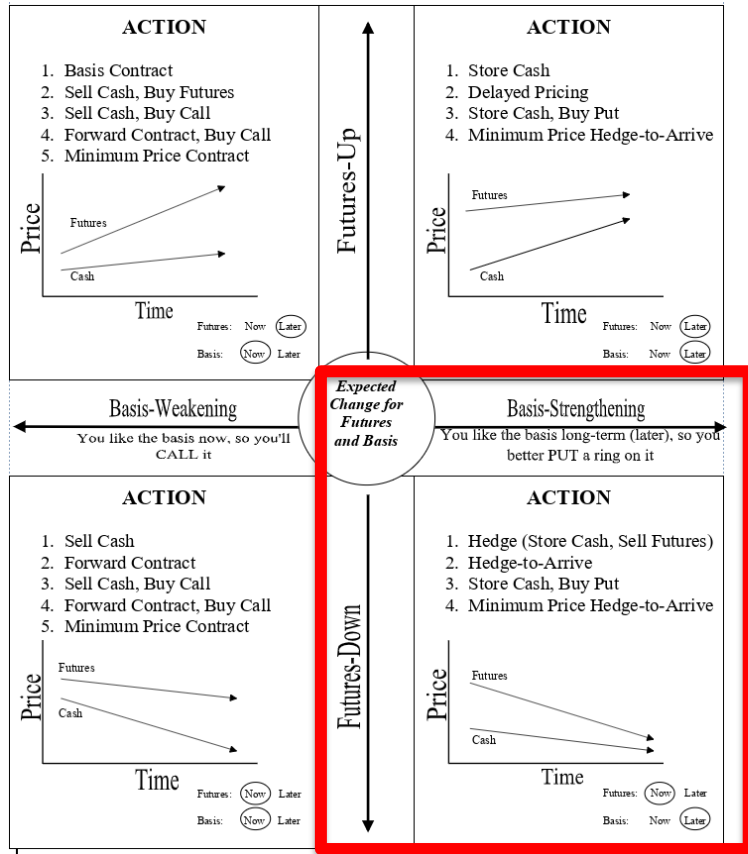 ACTION
1. Basis Contract
2. Sell Cash, Buy Futures
3. Sell Cash, Buy Call
4. Forward Contract, Buy Call
5. Minimum Price Contract
Price
Futures
Cash
Time
Futures: Now Later
Basis: Now Later
Futures-Up
ACTION
1. Store Cash
2. Delayed Pricing
3. Store Cash, Buy Put
4. Minimum Price Hedge-to-Arrive
Price
Futures
Cash
Time
Futures: Now Later
Basis: Now Later
Basis-Weakening
You like the basis now, so you'll
CALL it
Expected
Change for
Futures
and Basis
Basis-Strengthening
You like the basis long-term (later), so you
better PUT a ring on it
ACTION
1. Sell Cash
2. Forward Contract
3. Sell Cash, Buy Call
4. Forward Contract, Buy Call
5. Minimum Price Contract
Price
Futures
Cash
Time
Futures: Now Later
Basis: Now Later
Futures-Down
ACTION
1. Hedge (Store Cash, Sell Futures)
2. Hedge-to-Arrive
3. Store Cash, Buy Put
4. Minimum Price Hedge-to-Arrive
Price
Futures
Cash
Time
Futures: Now Later
Basis: Now Later